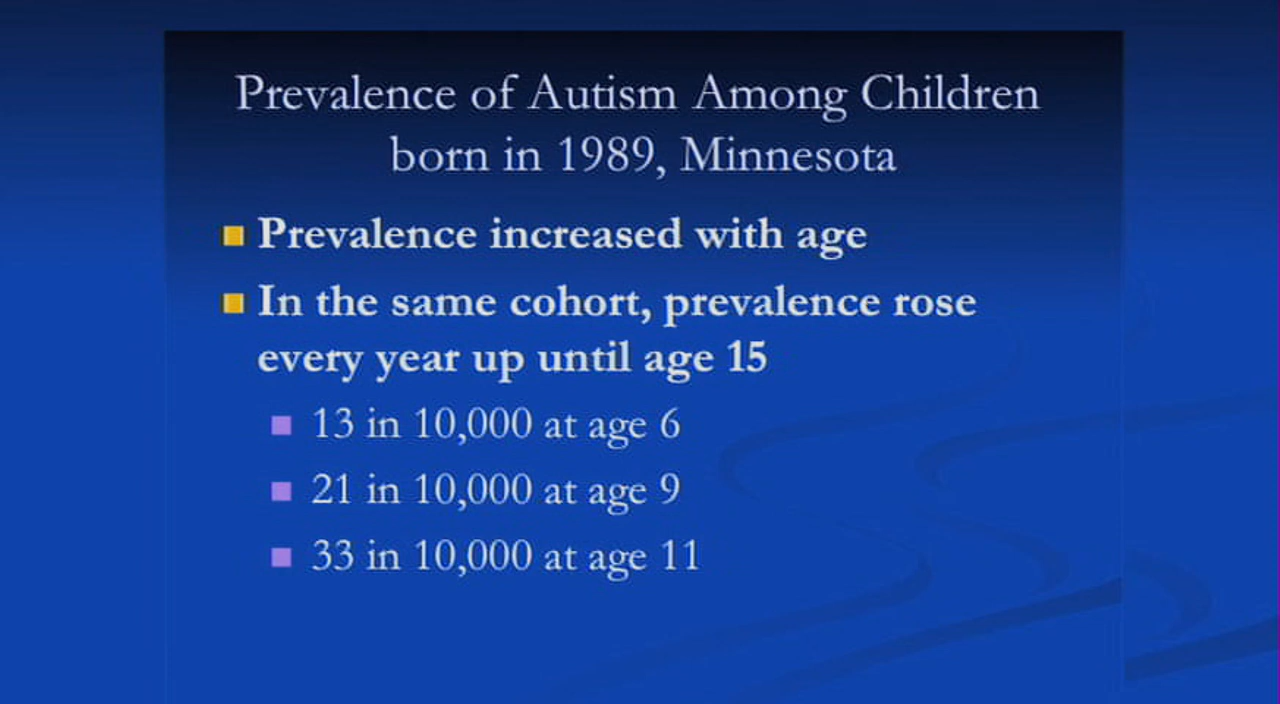 Prevalence of Autism Among Children
born in 1989, Minnesota
Prevalence increased with age
In the same cohort, prevalence rose
every year up until age 15
13 in 10,000 at age 6
21 in 10,000 at age 9
33 in 10,000 at age 11